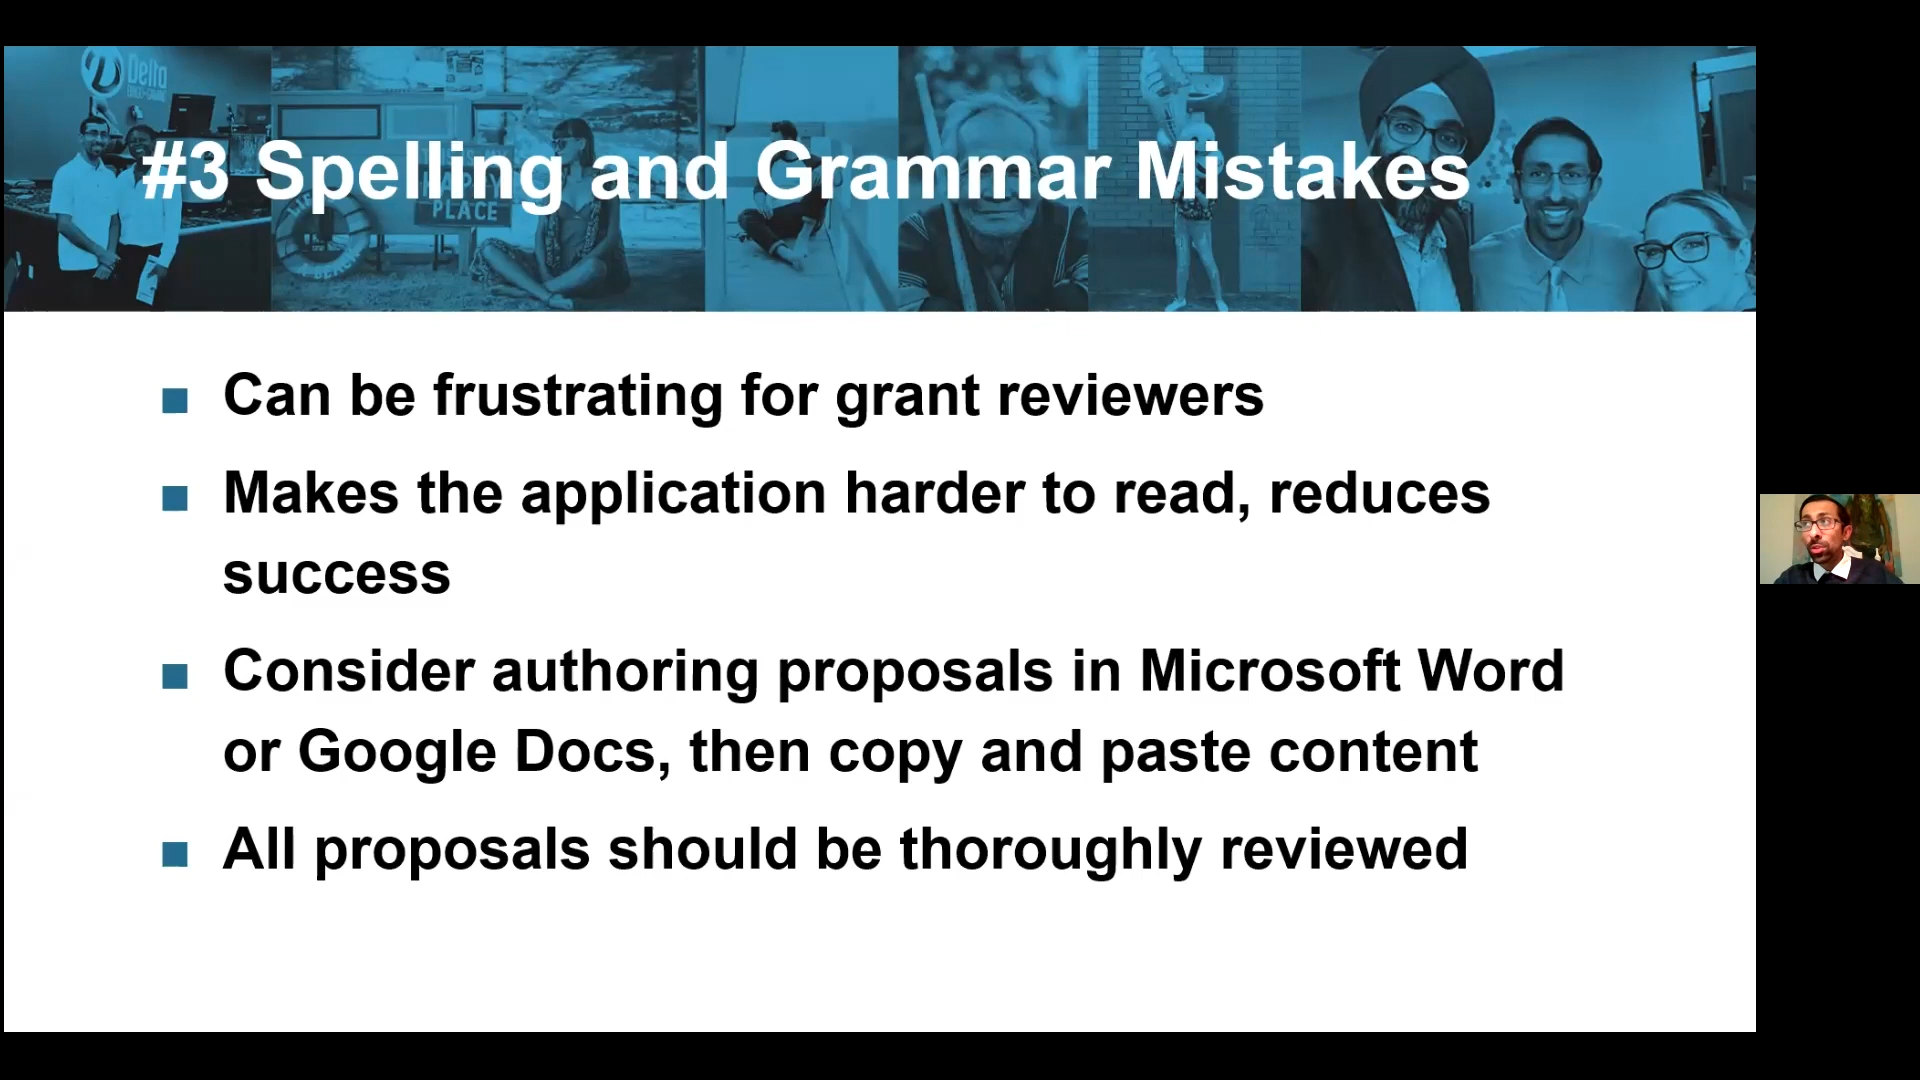 #3 Spelling and Grammar Mistakes
Delta
PLACE
Can be frustrating for grant reviewers
Makes the application harder to read, reduces
success
Consider authoring proposals in Microsoft Word
or Google Docs, then copy and paste content
All proposals should be thoroughly reviewed